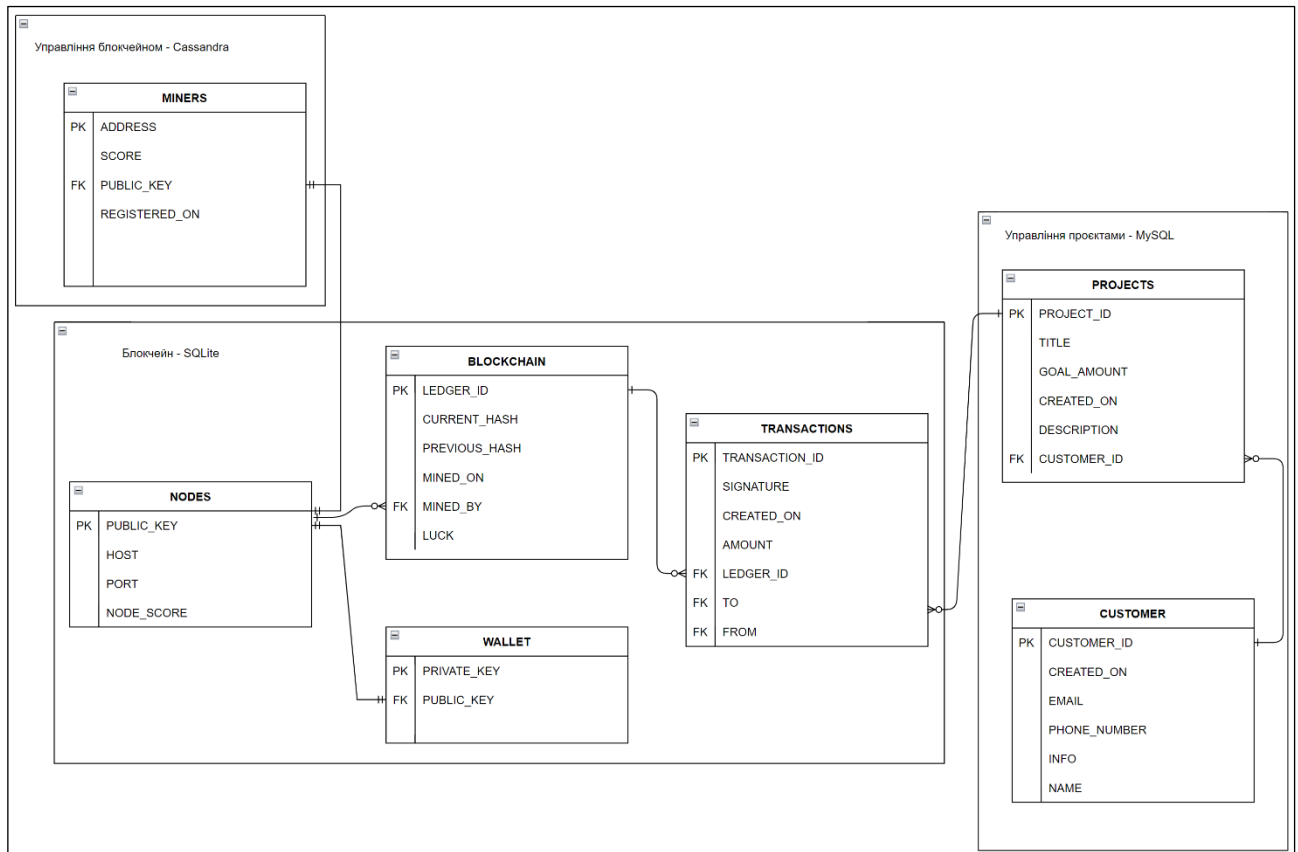 Управління блокчейном - Cassandra
MINERS
PK ADDRESS
SCORE
FK PUBLIC_KEY
REGISTERED_ON
Блокчейн - SQLite
NODES
PK PUBLIC_KEY
HOST
PORT
NODE_SCORE
BLOCKCHAIN
PK LEDGER_ID
CURRENT_HASH
PREVIOUS_HASH
MINED_ON
FK MINED_BY
LUCK
WALLET
PK PRIVATE_KEY
FK PUBLIC_KEY
TRANSACTIONS
PK TRANSACTION_ID
SIGNATURE
CREATED_ON
AMOUNT
FK LEDGER_ID
FK TO
FK FROM
Управління проєктами - MySQL
PROJECTS
PK PROJECT_ID
TITLE
GOAL_AMOUNT
CREATED_ON
DESCRIPTION
FK CUSTOMER_ID
CUSTOMER
PK CUSTOMER_ID
CREATED_ON
EMAIL
PHONE_NUMBER
INFO
NAME